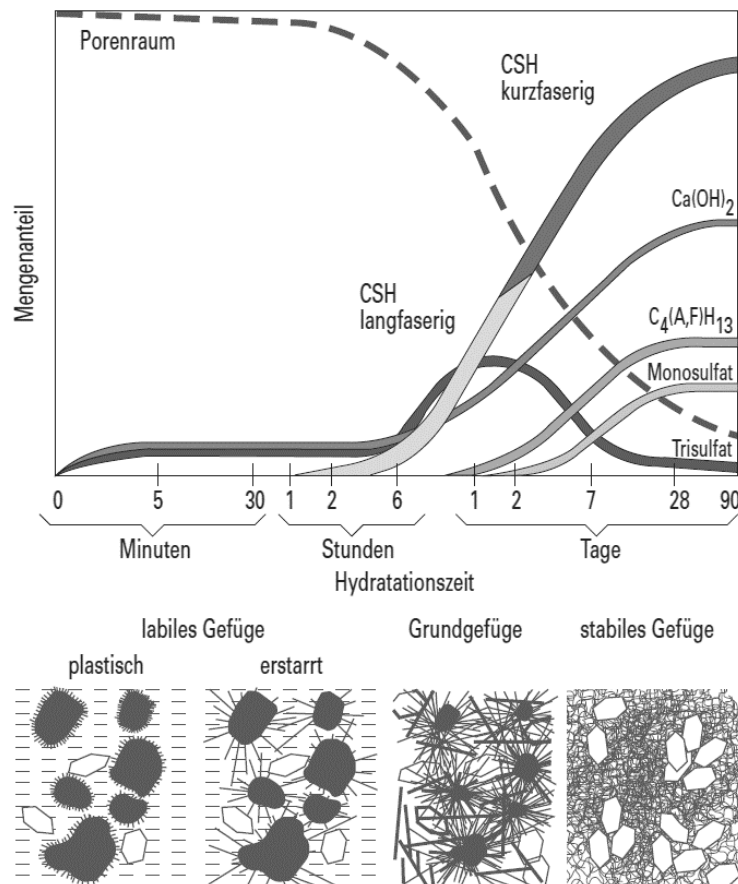 Porenraum
CSH
kurzfaserig
Ca(OH)2
CSH
langfaserig
C4(A,F)H13
Monosulfat
Trisulfat
Mengenanteil
0 5 30 1 2 6 1 2 7 28 90
Minuten Stunden Tage
Hydratationszeit
labiles Gefüge Grundgefüge stabiles Gefüge
plastisch erstarrt